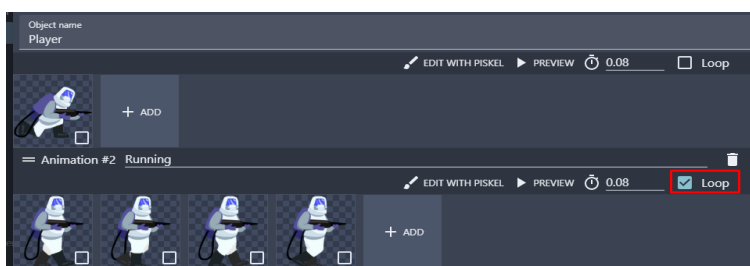 Object name
Player
EDIT WITH PISKEL PREVIEW 0.08 Loop
+ ADD
Animation #2 Running
EDIT WITH PISKEL PREVIEW 0.08 Loop
+ ADD